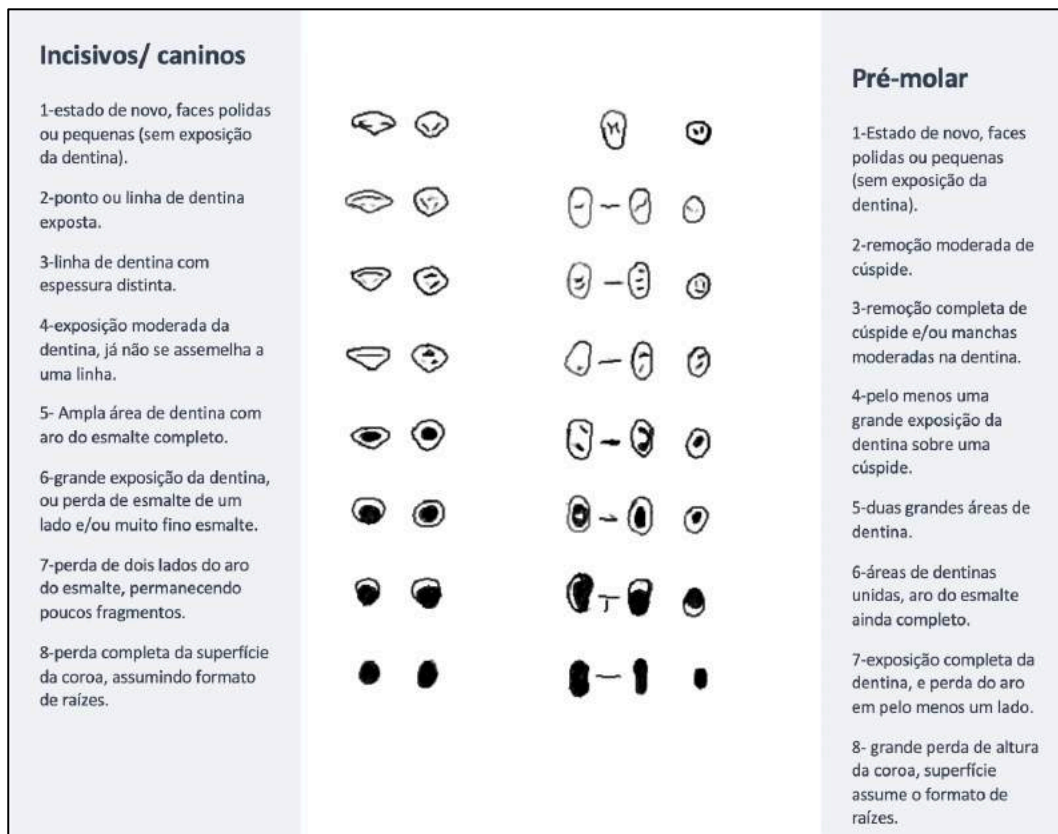 Incisivos/ caninos
1-estado de novo, faces polidas
ou pequenas (sem exposição
da dentina).
2-ponto ou linha de dentina
exposta.
3-linha de dentina com
espessura distinta.
4-exposição moderada da
dentina, já não se assemelha a
uma linha.
5- Ampla área de dentina com
aro do esmalte completo.
6-grande exposição da dentina,
ou perda de esmalte de um
lado e/ou muito fino esmalte.
7-perda de dois lados do aro
do esmalte, permanecendo
poucos fragmentos.
8-perda completa da superfície
da coroa, assumindo formato
de raízes.
Pré-molar
1-Estado de novo, faces
polidas ou pequenas
(sem exposição da
dentina).
2-remoção moderada de
cúspide.
3-remoção completa de
cúspide e/ou manchas
moderadas na dentina.
4-pelo menos uma
grande exposição da
dentina sobre uma
cúspide.
5-duas grandes áreas de
dentina.
6-áreas de dentinas
unidas, aro do esmalte
ainda completo.
7-exposição completa da
dentina, e perda do aro
em pelo menos um lado.
8- grande perda de altura
da coroa, superfície
assume o formato de
raízes.